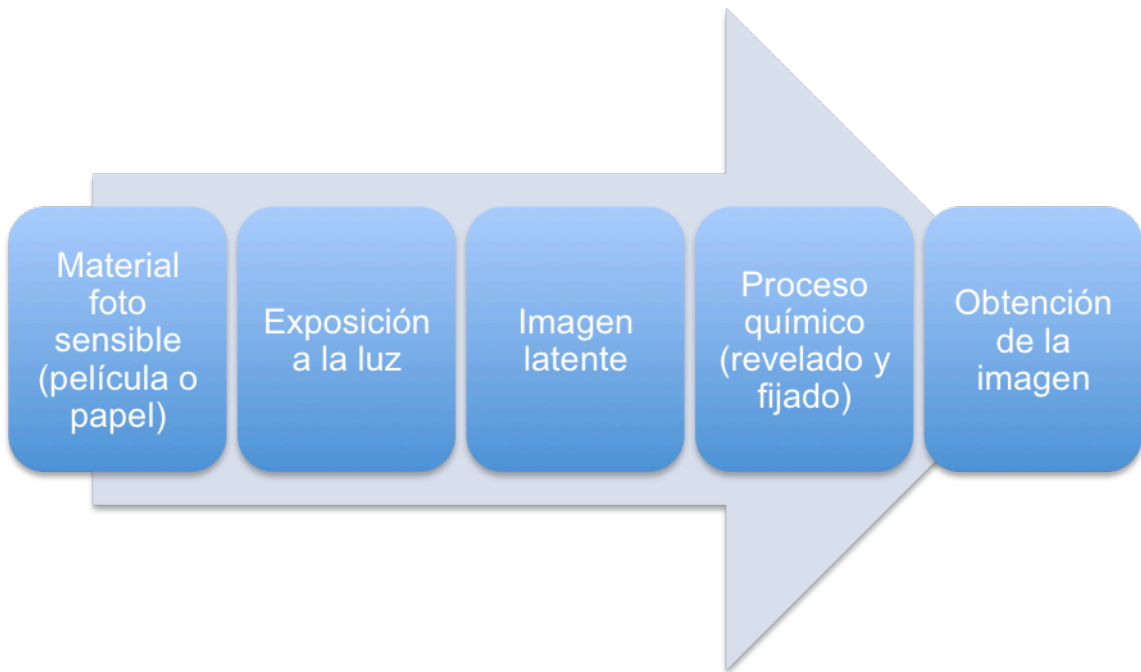 Material
foto
sensible
(película o
papel)
Exposición
a la luz
Imagen
latente
Proceso
químico
(revelado y
fijado)
Obtención
de la
imagen